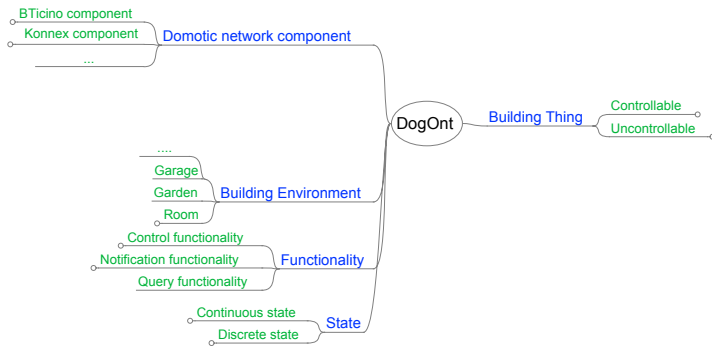 BTicino component
Konnex component
...
Domotic network component
DogOnt
Building Thing
Controllable
Uncontrollable
....
Garage
Garden
Room
Building Environment
Control functionality
Notification functionality
Query functionality
Functionality
Continuous state
Discrete state
State